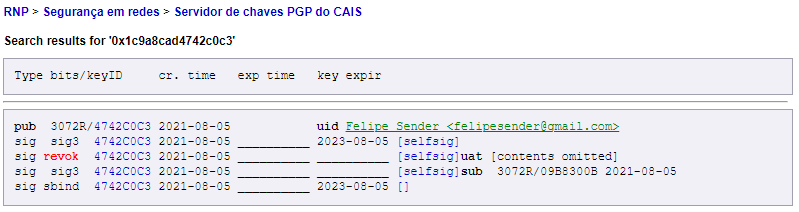 RNP > Segurança em redes > Servidor de chaves PGP do CAIS
Search results for '0x1c9a8cad4742c0c3'
Type bits/keyID cr. time exp time key expir
pub 3072R/4742C0C3 2021-08-05 uid Felipe Sender <felipesender@gmail.com>
sig sig3 4742C0C3 2021-08-05 __________ 2023-08-05 [selfsig]
sig revok 4742C0C3 2021-08-05 __________ __________ [selfsig]uat [contents omitted]
sig sig3 4742C0C3 2021-08-05 __________ __________ [selfsig]sub 3072R/09B8300B 2021-08-05
sig sbind 4742C0C3 2021-08-05 __________ 2023-08-05 []